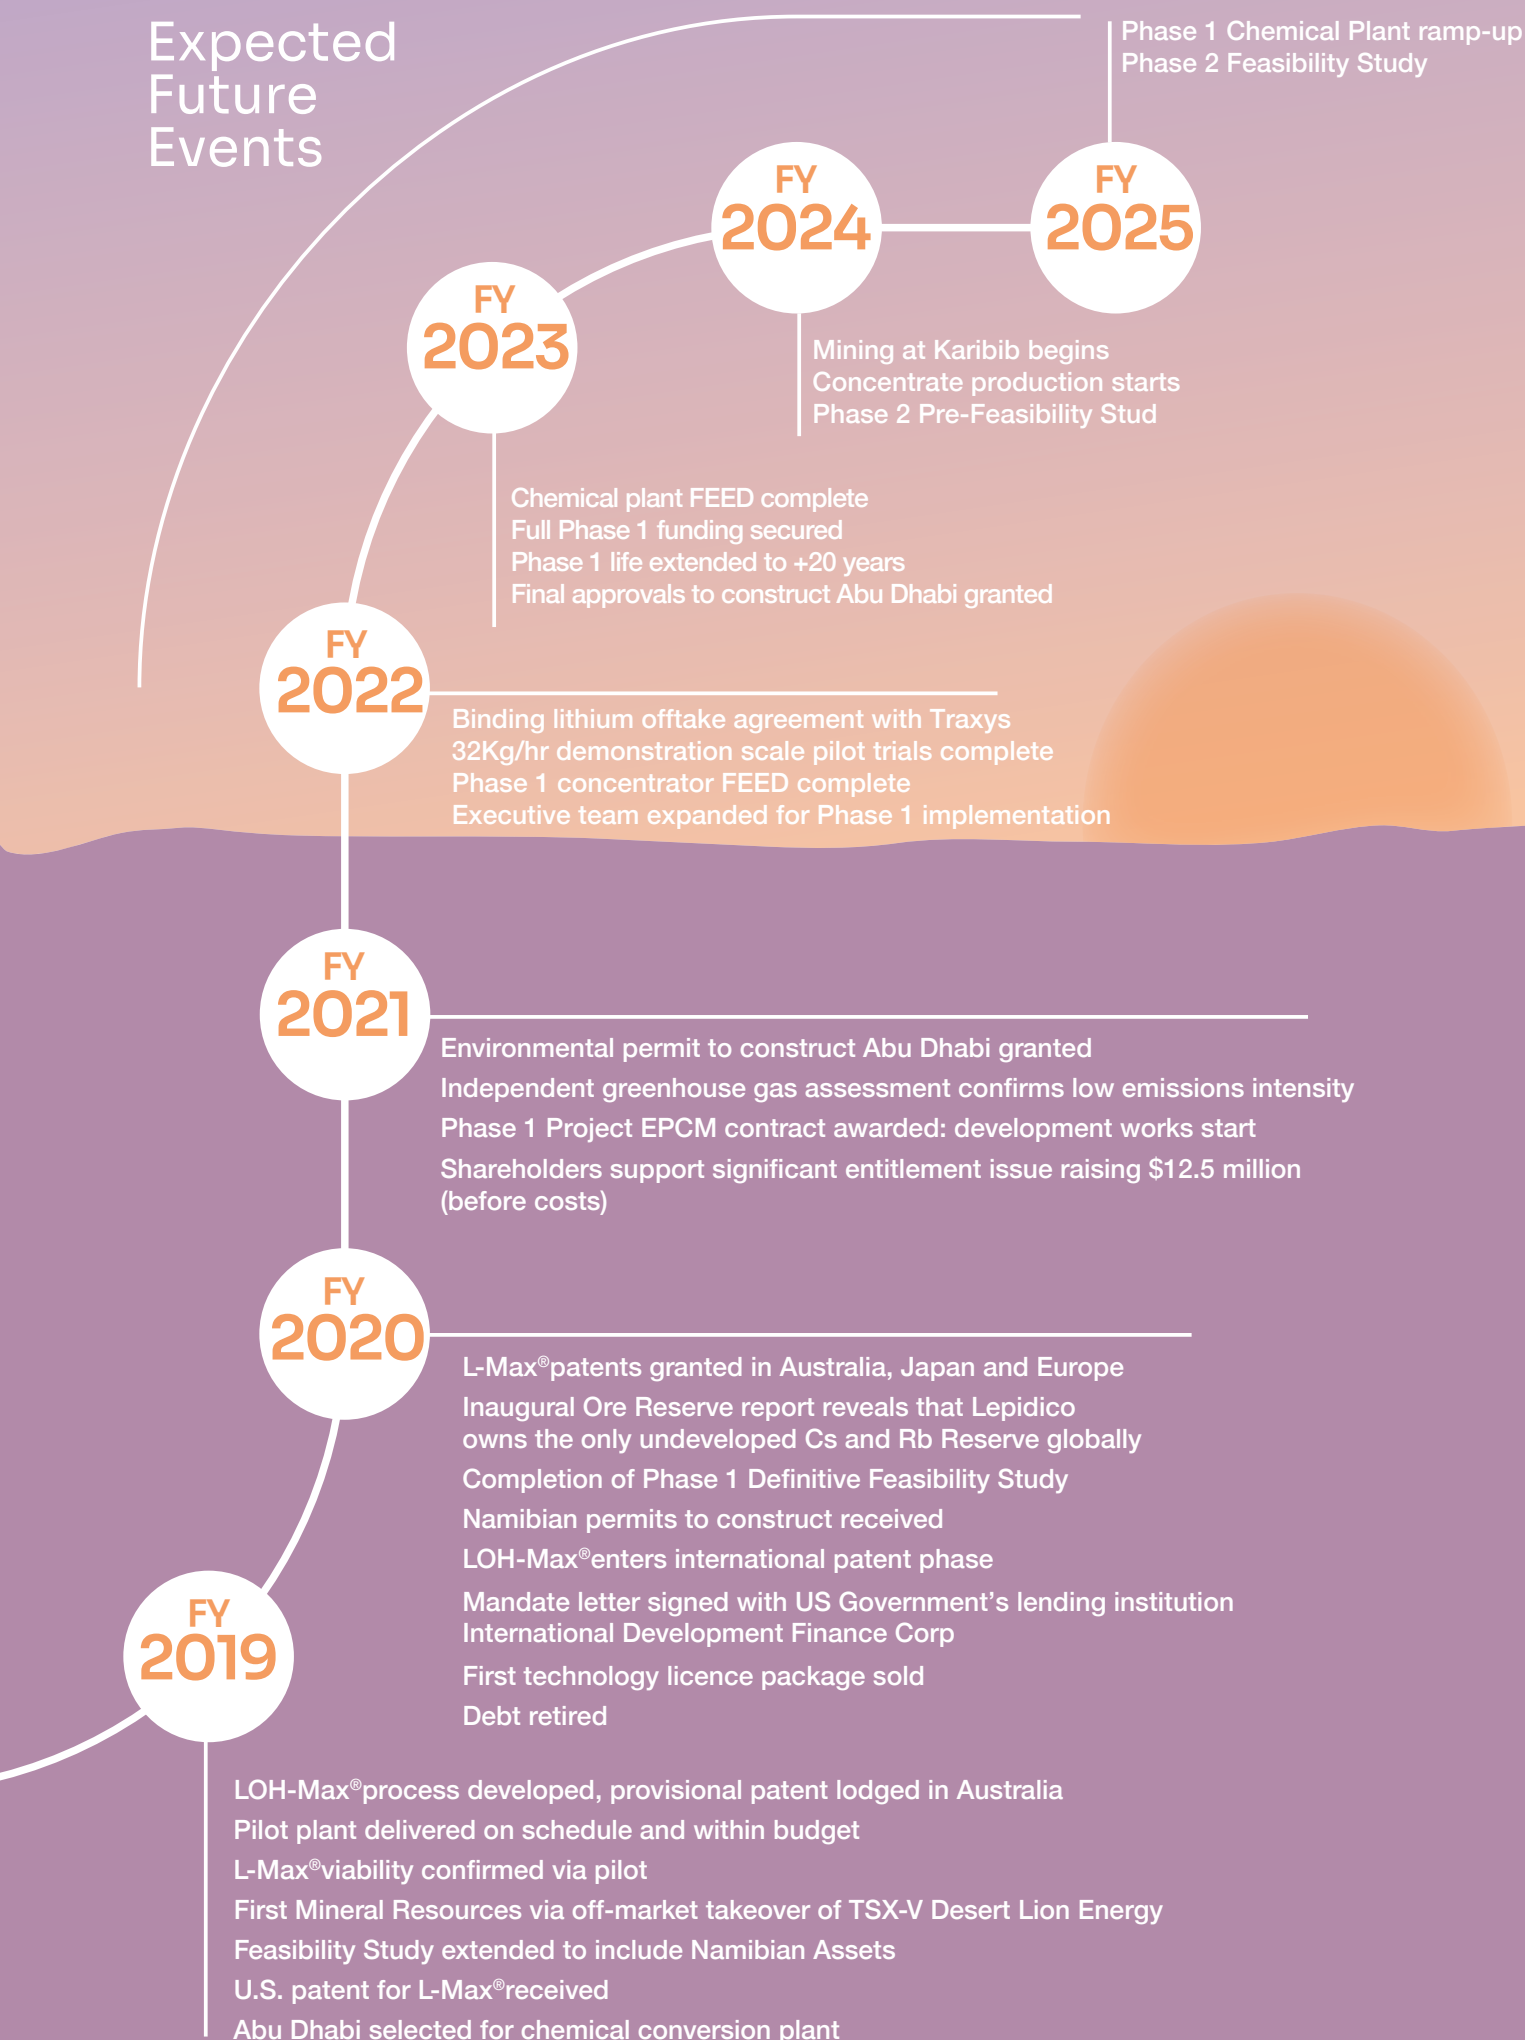 Expected
Future
Events
Phase 1 Chemical Plant ramp-up
Phase 2 Feasibility Study
FY
2025
FY
2024
Mining at Karibib begins
Concentrate production starts
Phase 2 Pre-Feasibility Stud
FY
2023
Chemical plant FEED complete
Full Phase 1 funding secured
Phase 1 life extended to +20 years
Final approvals to construct Abu Dhabi granted
FY
2022
Binding lithium offtake agreement with Traxys
32Kg/hr demonstration scale pilot trials complete
Phase 1 concentrator FEED complete
Executive team expanded for Phase 1 implementation
FY
2021
Environmental permit to construct Abu Dhabi granted
Independent greenhouse gas assessment confirms low emissions intensity
Phase 1 Project EPCM contract awarded: development works start
Shareholders support significant entitlement issue raising $12.5 million
(before costs)
FY
2020
L-Max®patents granted in Australia, Japan and Europe
Inaugural Ore Reserve report reveals that Lepidico
owns the only undeveloped Cs and Rb Reserve globally
Completion of Phase 1 Definitive Feasibility Study
Namibian permits to construct received
LOH-Max®enters international patent phase
Mandate letter signed with US Government’s lending institution
International Development Finance Corp
First technology licence package sold
Debt retired
FY
2019
LOH-Max®process developed, provisional patent lodged in Australia
Pilot plant delivered on schedule and within budget
L-Max®viability confirmed via pilot
First Mineral Resources via off-market takeover of TSX-V Desert Lion Energy
Feasibility Study extended to include Namibian Assets
U.S. patent for L-Max®received
Abu Dhabi selected for chemical conversion plant